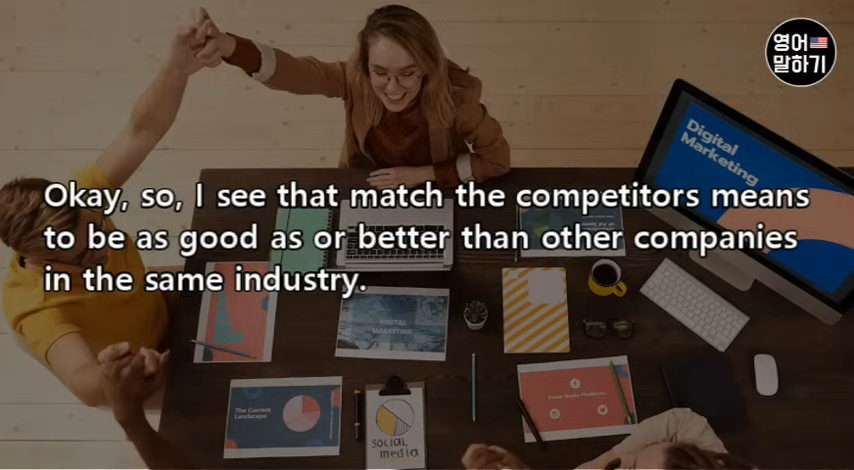 영어
말하기
Digital
Marketing
Okay, so, I see that match the competitors means
to be as good as or better than other companies
in the same industry.
DIGITAL
MARKETING
The Current
Landscape
Social Media Platforms
social
media